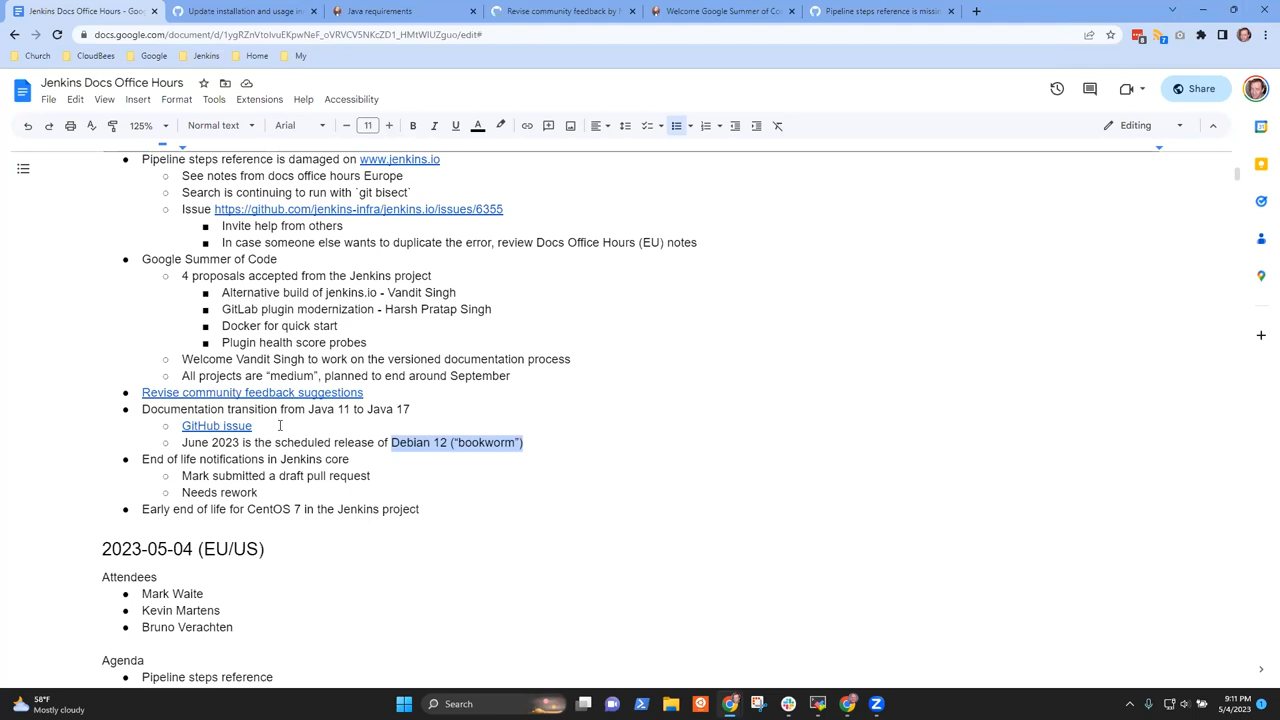 Jenkins Docs Office Hours - Goo
Update installation and usage in
Java requirements
Revise community feedback by
Welcome Google Summer of Co
Pipeline steps reference is missi
docs.google.com/document/d/1ygRZnVtoIvuEKpwNeF_oVRVCV5NKcZD1_HMtWIUZguo/edit#
Church CloudBees Google Jenkins Home My
Jenkins Docs Office Hours
File Edit View Insert Format Tools Extensions Help Accessibility
Share
125% Normal text Arial 11 B I U A Editing
Pipeline steps reference is damaged on www.jenkins.io
See notes from docs office hours Europe
Search is continuing to run with `git bisect`
Issue https://github.com/jenkins-infra/jenkins.io/issues/6355
Invite help from others
In case someone else wants to duplicate the error, review Docs Office Hours (EU) notes
Google Summer of Code
4 proposals accepted from the Jenkins project
Alternative build of jenkins.io - Vandit Singh
GitLab plugin modernization - Harsh Pratap Singh
Docker for quick start
Plugin health score probes
Welcome Vandit Singh to work on the versioned documentation process
All projects are “medium”, planned to end around September
Revise community feedback suggestions
Documentation transition from Java 11 to Java 17
GitHub issue
June 2023 is the scheduled release of Debian 12 (“bookworm”)
End of life notifications in Jenkins core
Mark submitted a draft pull request
Needs rework
Early end of life for CentOS 7 in the Jenkins project
2023-05-04 (EU/US)
Attendees
Mark Waite
Kevin Martens
Bruno Verachten
Agenda
Pipeline steps reference
58°F
Mostly cloudy
Search
9:11 PM
5/4/2023